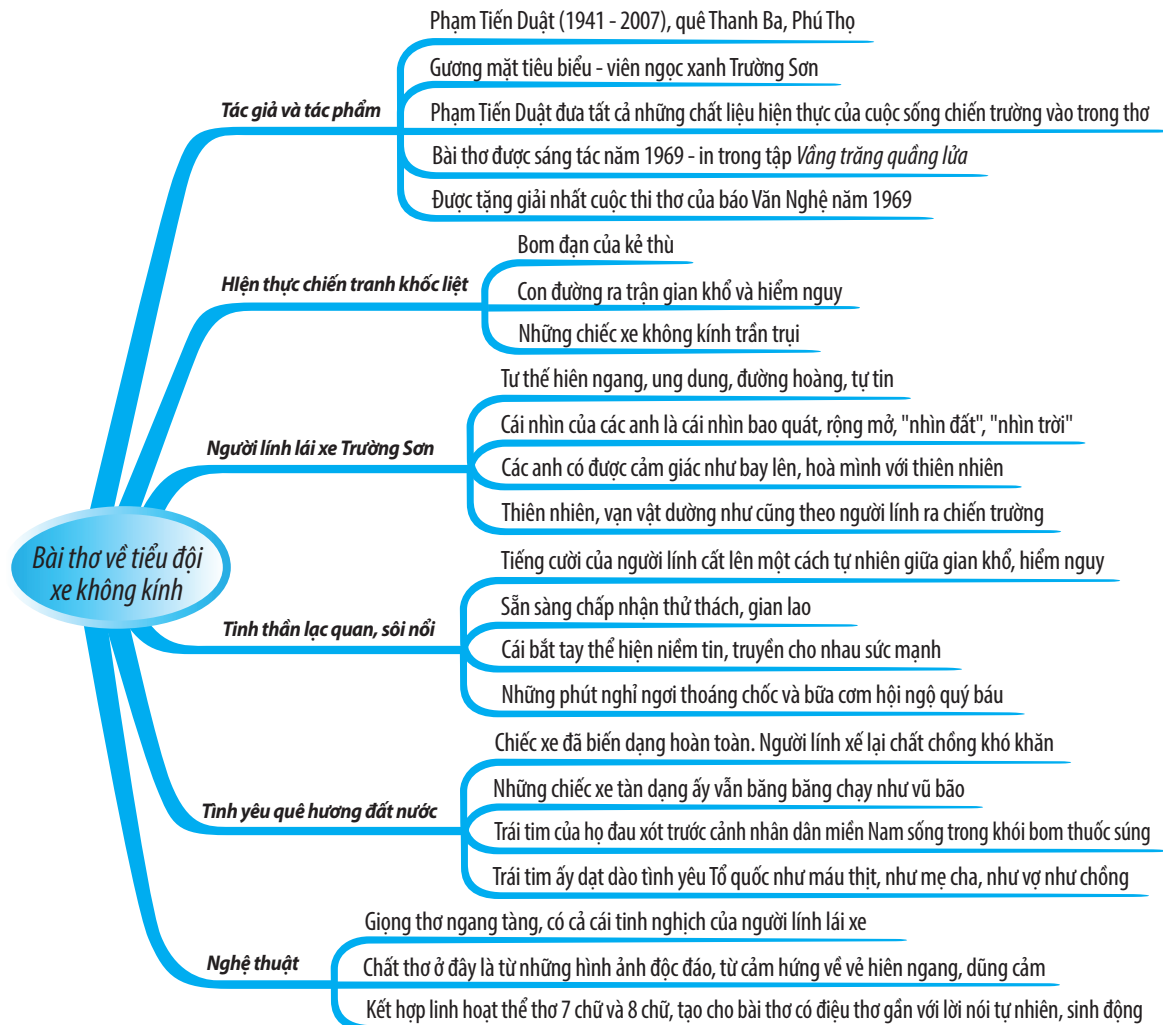 Bài thơ về tiểu đội
xe không kính
Tác giả và tác phẩm
Phạm Tiến Duật (1941 - 2007), quê Thanh Ba, Phú Thọ
Gương mặt tiêu biểu - viên ngọc xanh Trường Sơn
Phạm Tiến Duật đưa tất cả những chất liệu hiện thực của cuộc sống chiến trường vào trong thơ
Bài thơ được sáng tác năm 1969 - in trong tập Vầng trăng quầng lửa
Được tặng giải nhất cuộc thi thơ của báo Văn Nghệ năm 1969
HIện thực chiến tranh khốc liệt
Bom đạn của kẻ thù
Con đường ra trận gian khổ và hiểm nguy
Những chiếc xe không kính trần trụi
Người lính lái xe Trường Sơn
Tư thế hiên ngang, ung dung, đường hoàng, tự tin
Cái nhìn của các anh là cái nhìn bao quát, rộng mở, "nhìn đất", "nhìn trời"
Các anh có được cảm giác như bay lên, hoà mình với thiên nhiên
Thiên nhiên, vạn vật dường như cũng theo người lính ra chiến trường
Tinh thần lạc quan, sôi nổi
Tiếng cười của người lính cất lên một cách tự nhiên giữa gian khổ, hiểm nguy
Sẵn sàng chấp nhận thử thách, gian lao
Cái bắt tay thể hiện niềm tin, truyền cho nhau sức mạnh
Những phút nghỉ ngơi thoáng chốc và bữa cơm hội ngộ quý báu
Tình yêu quê hương đất nước
Chiếc xe đã biến dạng hoàn toàn. Người lính xế lại chất chồng khó khăn
Những chiếc xe tàn dạng ấy vẫn băng băng chạy như vũ bão
Trái tim của họ đau xót trước cảnh nhân dân miền Nam sống trong khói bom thuốc súng
Trái tim ấy dạt dào tình yêu Tổ quốc như máu thịt, như mẹ cha, như vợ như chồng
Nghệ thuật
Giọng thơ ngang tàng, có cả cái tinh nghịch của người lính lái xe
Chất thơ ở đây là từ những hình ảnh độc đáo, từ cảm hứng về vẻ hiên ngang, dũng cảm
Kết hợp linh hoạt thể thơ 7 chữ và 8 chữ, tạo cho bài thơ có điệu thơ gần với lời nói tự nhiên, sinh động